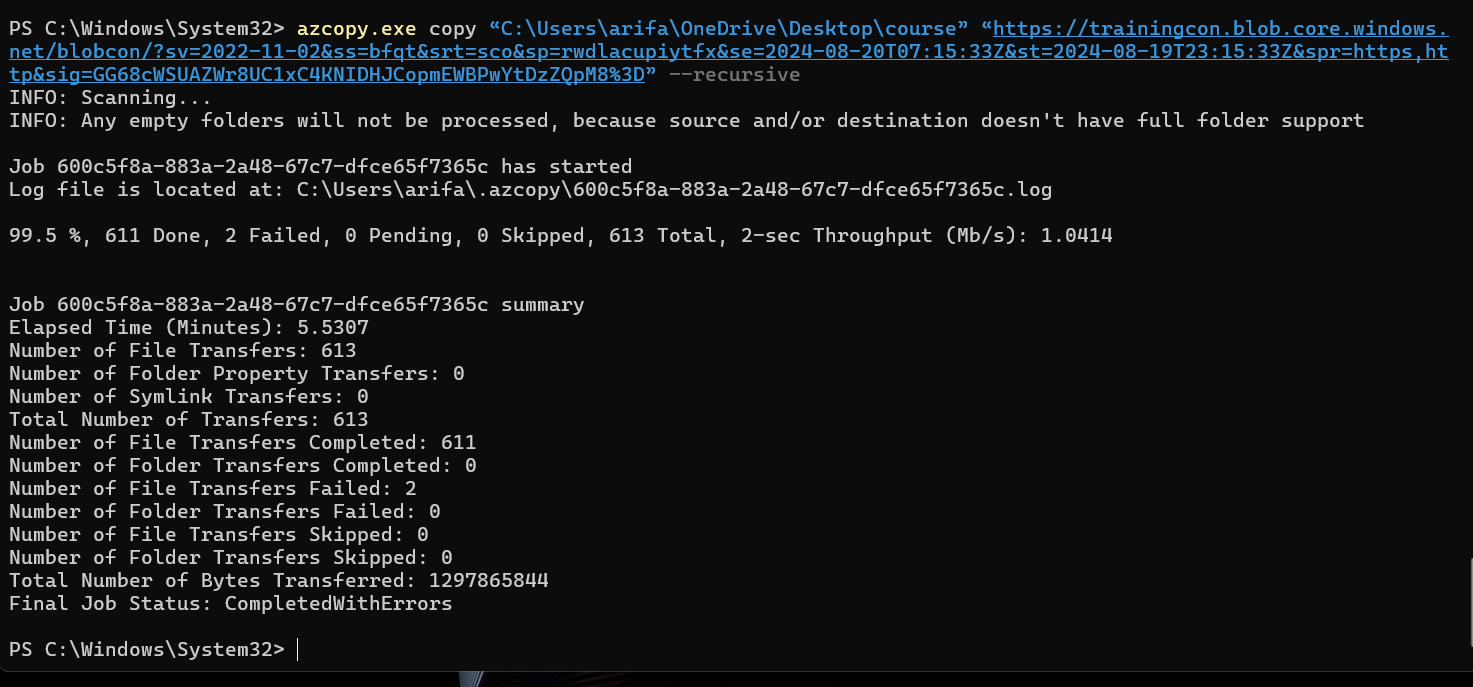 PS C:\Windows\System32> azcopy.exe copy “C:\Users\arifa\OneDrive\Desktop\course” “https://trainingcon.blob.core.windows.
net/blobcon/?sv=2022-11-02&ss=bfqt&srt=sco&sp=rwdlacupiytfx&se=2024-08-20T07:15:33Z&st=2024-08-19T23:15:33Z&spr=https,ht
tp&sig=GG68cWSUAZWr8UC1xC4KNIDHJCopmEWBPwYtDzZQpM8%3D” --recursive
INFO: Scanning...
INFO: Any empty folders will not be processed, because source and/or destination doesn't have full folder support
Job 600c5f8a-883a-2a48-67c7-dfce65f7365c has started
Log file is located at: C:\Users\arifa\.azcopy\600c5f8a-883a-2a48-67c7-dfce65f7365c.log
99.5 %, 611 Done, 2 Failed, 0 Pending, 0 Skipped, 613 Total, 2-sec Throughput (Mb/s): 1.0414
Job 600c5f8a-883a-2a48-67c7-dfce65f7365c summary
Elapsed Time (Minutes): 5.5307
Number of File Transfers: 613
Number of Folder Property Transfers: 0
Number of Symlink Transfers: 0
Total Number of Transfers: 613
Number of File Transfers Completed: 611
Number of Folder Transfers Completed: 0
Number of File Transfers Failed: 2
Number of Folder Transfers Failed: 0
Number of File Transfers Skipped: 0
Number of Folder Transfers Skipped: 0
Total Number of Bytes Transferred: 1297865844
Final Job Status: CompletedWithErrors
PS C:\Windows\System32>